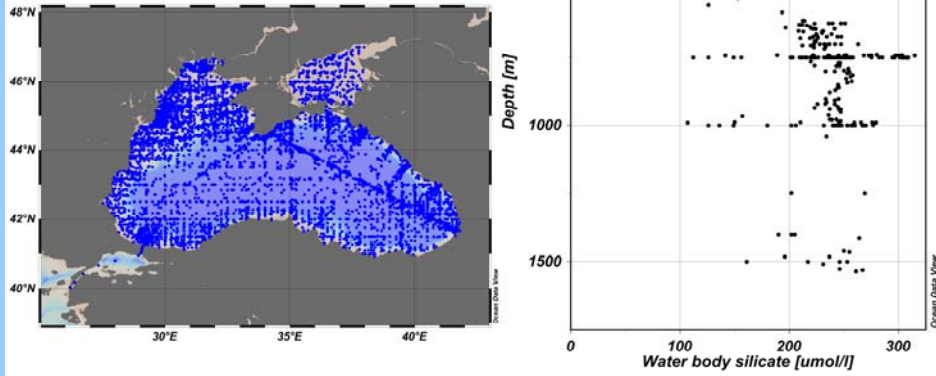 48°N
46°N
44°N
42°N
40°N
30°E 35°E 40°E
Ocean Data View
Depth [m]
1000
1500
0 100 200 300
Water body silicate [umol/l]
Ocean Data View